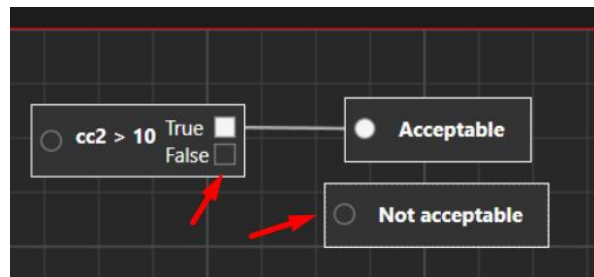 cc2 > 10
True
False
Acceptable
Not acceptable